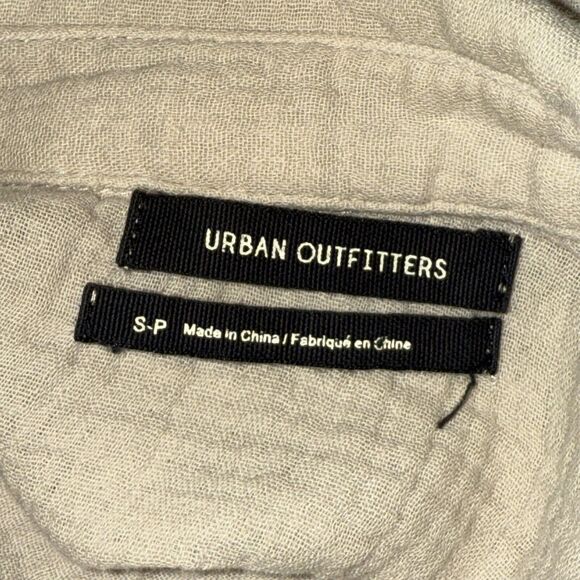 URBAN OUTFITTERS
S-P Made in China / Fabriqué en Chine